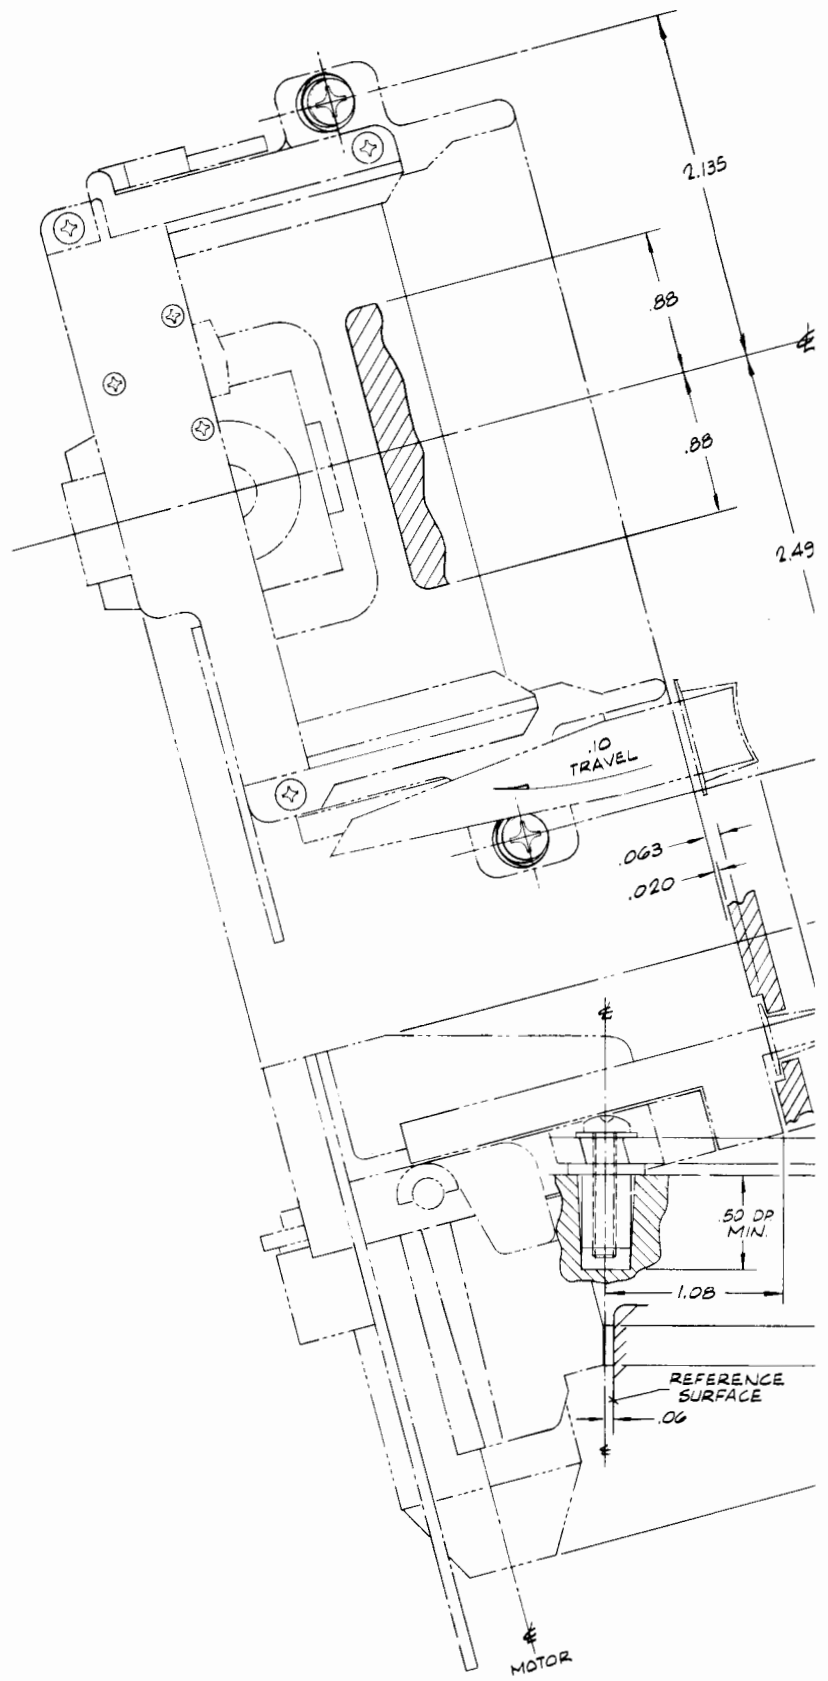 2.135
.88
℄
.88
2.49
.10
TRAVEL
.063
.020
℄
.50 DP
MIN.
1.08
REFERENCE
SURFACE
.06
℄
℄
MOTOR